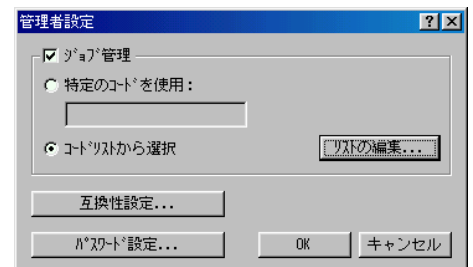 管理者設定
ｼﾞｮﾌﾞ管理
特定のｺｰﾄﾞを使用：
ｺｰﾄﾞﾘｽﾄから選択
ﾘｽﾄの編集...
互換性設定...
ﾊﾟｽﾜｰﾄﾞ設定...
OK
キャンセル